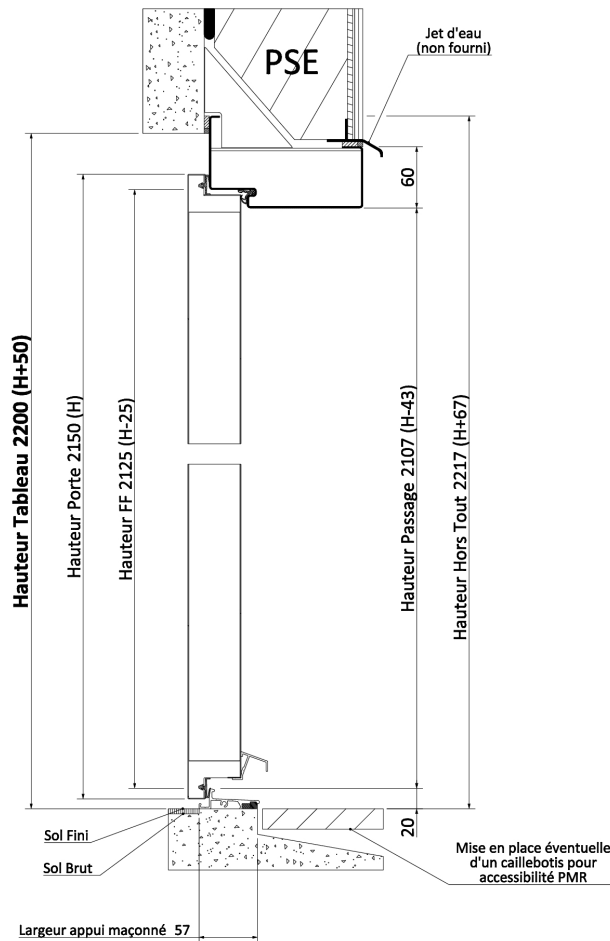 PSE
Jet d'eau
(non fourni)
60
Hauteur Tableau 2200 (H+50)
Hauteur Porte 2150 (H)
Hauteur FF 2125 (H-25)
Hauteur Passage 2107 (H-43)
Hauteur Hors Tout 2217 (H+67)
20
Sol Fini
Sol Brut
Mise en place éventuelle
d'un caillebotis pour
accessibilité PMR
Largeur appui maçonné 57